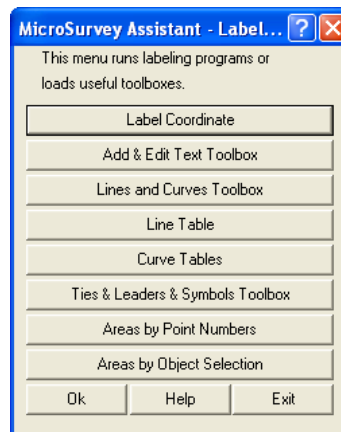 MicroSurvey Assistant - Label...
This menu runs labeling programs or
loads useful toolboxes.
Label Coordinate
Add & Edit Text Toolbox
Lines and Curves Toolbox
Line Table
Curve Tables
Ties & Leaders & Symbols Toolbox
Areas by Point Numbers
Areas by Object Selection
Ok Help Exit